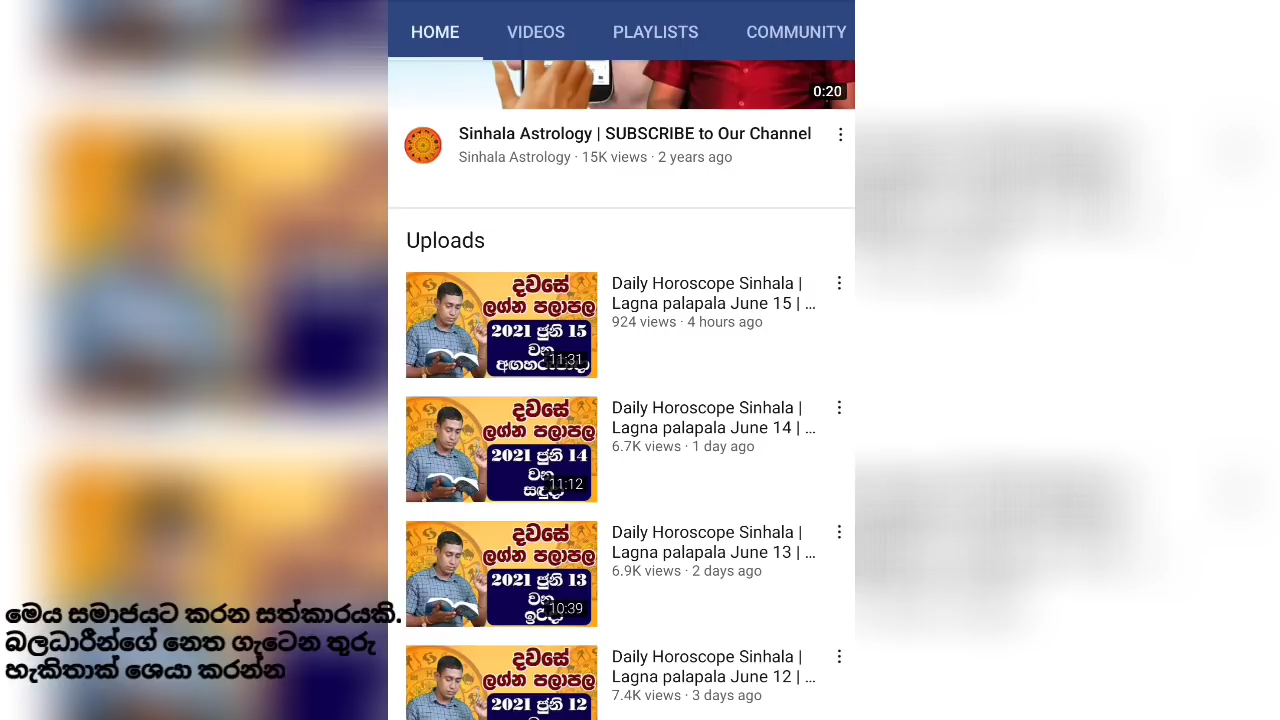 HOME VIDEOS PLAYLISTS COMMUNITY
0:20
Sinhala Astrology | SUBSCRIBE to Our Channel
Sinhala Astrology · 15K views · 2 years ago
Uploads
දවසේ
ලග්න පලාපල
2021 ජුනි 15
වන
11:31
Daily Horoscope Sinhala |
Lagna palapala June 15 | ...
924 views · 4 hours ago
දවසේ
ලග්න පලාපල
2021 ජුනි 14
වන
11:12
Daily Horoscope Sinhala |
Lagna palapala June 14 | ...
6.7K views · 1 day ago
දවසේ
ලග්න පලාපල
2021 ජුනි 13
වන
10:39
ඉරිදා
Daily Horoscope Sinhala |
Lagna palapala June 13 | ...
6.9K views · 2 days ago
දවසේ
ලග්න පලාපල
2021 ජුනි 12
Daily Horoscope Sinhala |
Lagna palapala June 12 | ...
7.4K views · 3 days ago
මෙය සමාජයට කරන සත්කාරයකි.
බලධාරීන්ගේ නෙත ගැටෙන තුරු
හැකිතාක් ශෙයා කරන්න